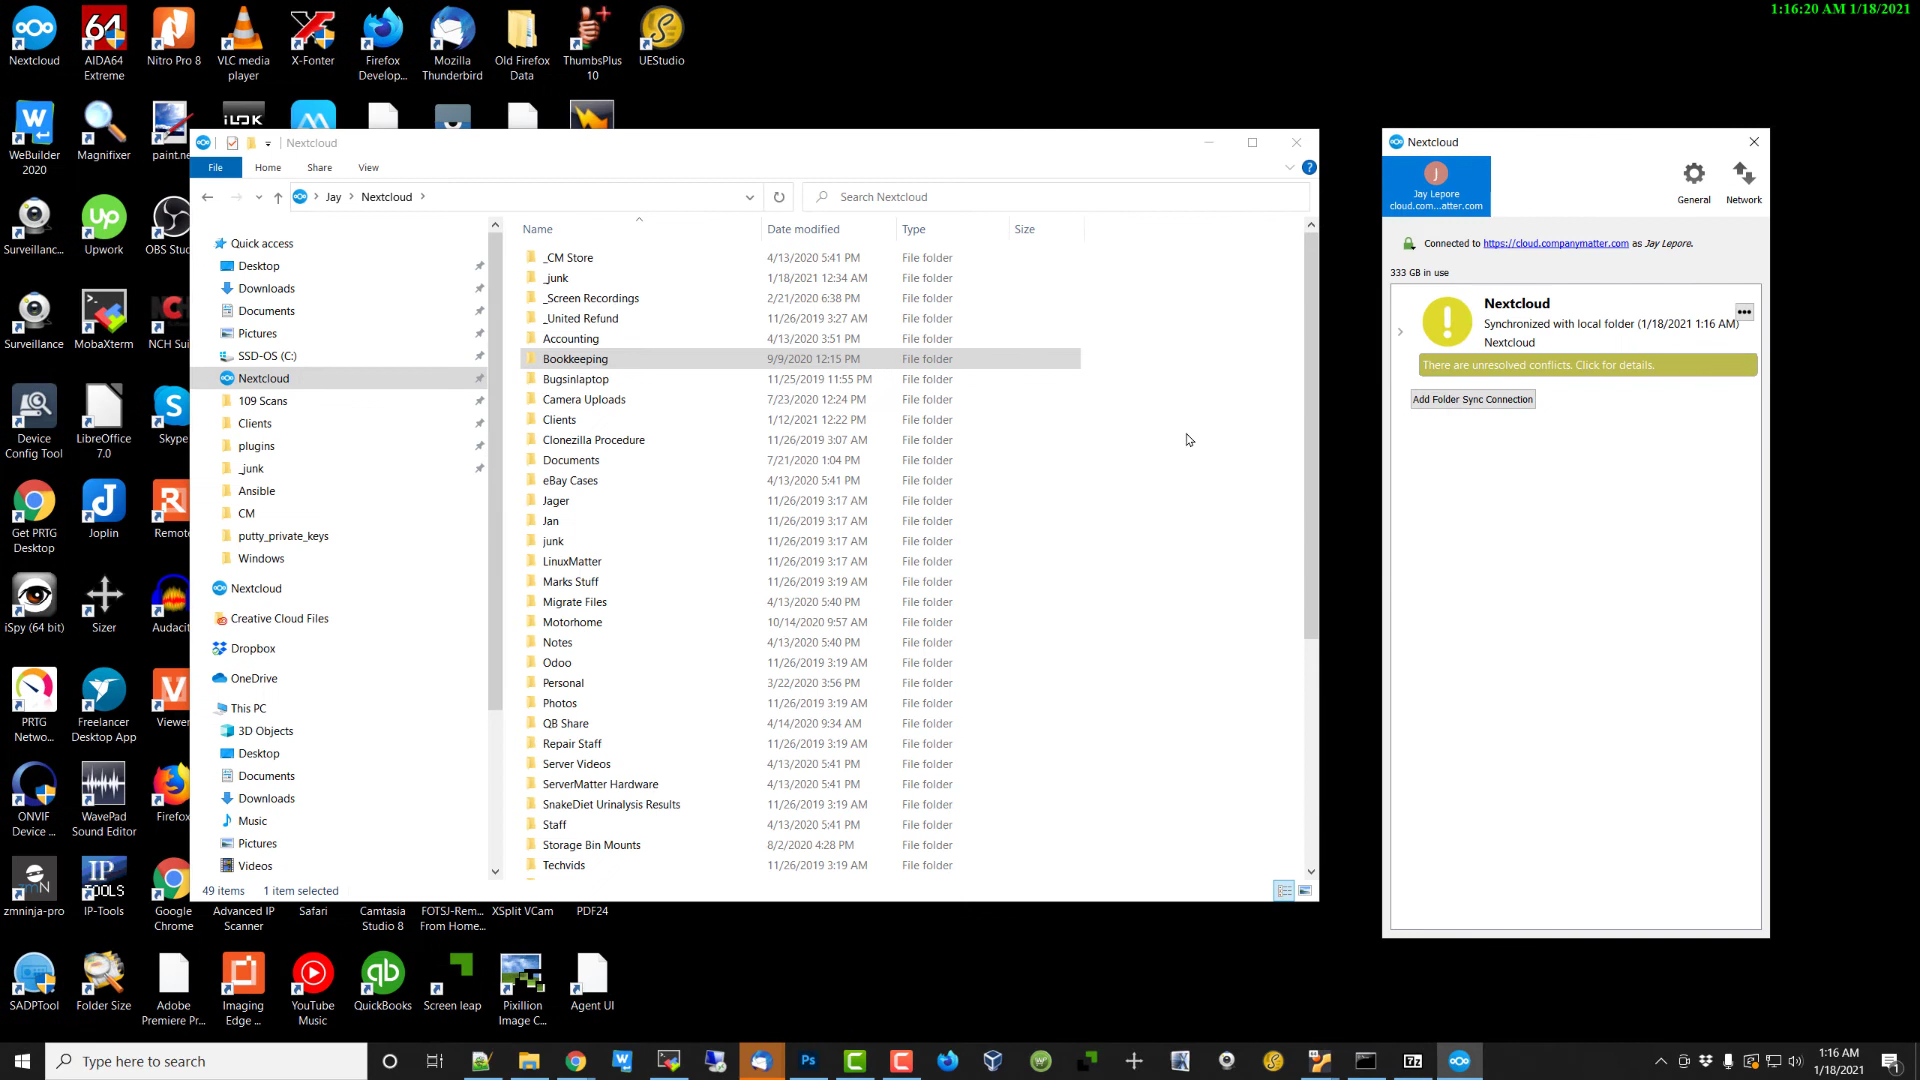 1:16:20 AM 1/18/2021
Nextcloud
AIDA64
Extreme
Nitro Pro 8
VLC media
player
X-Fonter
Firefox
Develop...
Mozilla
Thunderbird
Old Firefox
Data
ThumbsPlus
10
UEStudio
WeBuilder
2020
Magnifixer
paint.ne
Surveillanc...
Upwork
OBS Stu
Surveillance
MobaXterm
NCH Sui
Device
Config Tool
LibreOffice
7.0
Skype
Get PRTG
Desktop
Joplin
Remot
iSpy (64 bit)
Sizer
Audacit
PRTG
Netwo...
Freelancer
Desktop App
Viewe
ONVIF
Device ...
WavePad
Sound Editor
Firefo
zmninja-pro
IP-Tools
Google
Chrome
Advanced IP
Scanner
Safari
Camtasia
Studio 8
FOTSJ-Rem...
From Home...
XSplit VCam
PDF24
SADPTool
Folder Size
Adobe
Premiere Pr...
Imaging
Edge ...
YouTube
Music
QuickBooks
Screen leap
Pixillion
Image C...
Agent UI
Nextcloud
File
Home
Share
View
Jay
Nextcloud
Search Nextcloud
Quick access
Desktop
Downloads
Documents
Pictures
SSD-OS (C:)
Nextcloud
109 Scans
Clients
plugins
_junk
Ansible
CM
putty_private_keys
Windows
Nextcloud
Creative Cloud Files
Dropbox
OneDrive
This PC
3D Objects
Desktop
Documents
Downloads
Music
Pictures
Videos
Name Date modified Type Size
_CM Store 4/13/2020 5:41 PM File folder
_junk 1/18/2021 12:34 AM File folder
_Screen Recordings 2/21/2020 6:38 PM File folder
_United Refund 11/26/2019 3:27 AM File folder
Accounting 4/13/2020 3:51 PM File folder
Bookkeeping 9/9/2020 12:15 PM File folder
Bugsinlaptop 11/25/2019 11:55 PM File folder
Camera Uploads 7/23/2020 12:24 PM File folder
Clients 1/12/2021 12:22 PM File folder
Clonezilla Procedure 11/26/2019 3:07 AM File folder
Documents 7/21/2020 1:04 PM File folder
eBay Cases 4/13/2020 5:41 PM File folder
Jager 11/26/2019 3:17 AM File folder
Jan 11/26/2019 3:17 AM File folder
junk 11/26/2019 3:17 AM File folder
LinuxMatter 11/26/2019 3:17 AM File folder
Marks Stuff 11/26/2019 3:19 AM File folder
Migrate Files 4/13/2020 5:40 PM File folder
Motorhome 10/14/2020 9:57 AM File folder
Notes 4/13/2020 5:40 PM File folder
Odoo 11/26/2019 3:19 AM File folder
Personal 3/22/2020 3:56 PM File folder
Photos 11/26/2019 3:19 AM File folder
QB Share 4/14/2020 9:34 AM File folder
Repair Staff 11/26/2019 3:19 AM File folder
Server Videos 4/13/2020 5:41 PM File folder
ServerMatter Hardware 4/13/2020 5:41 PM File folder
SnakeDiet Urinalysis Results 11/26/2019 3:19 AM File folder
Staff 4/13/2020 5:41 PM File folder
Storage Bin Mounts 8/2/2020 4:28 PM File folder
Techvids 11/26/2019 3:19 AM File folder
49 items 1 item selected
Nextcloud
J
Jay Lepore
cloud.com...atter.com
General
Network
Connected to https://cloud.companymatter.com as Jay Lepore.
333 GB in use
Nextcloud
Synchronized with local folder (1/18/2021 1:16 AM)
Nextcloud
There are unresolved conflicts. Click for details.
Add Folder Sync Connection
Type here to search
1:16 AM
1/18/2021